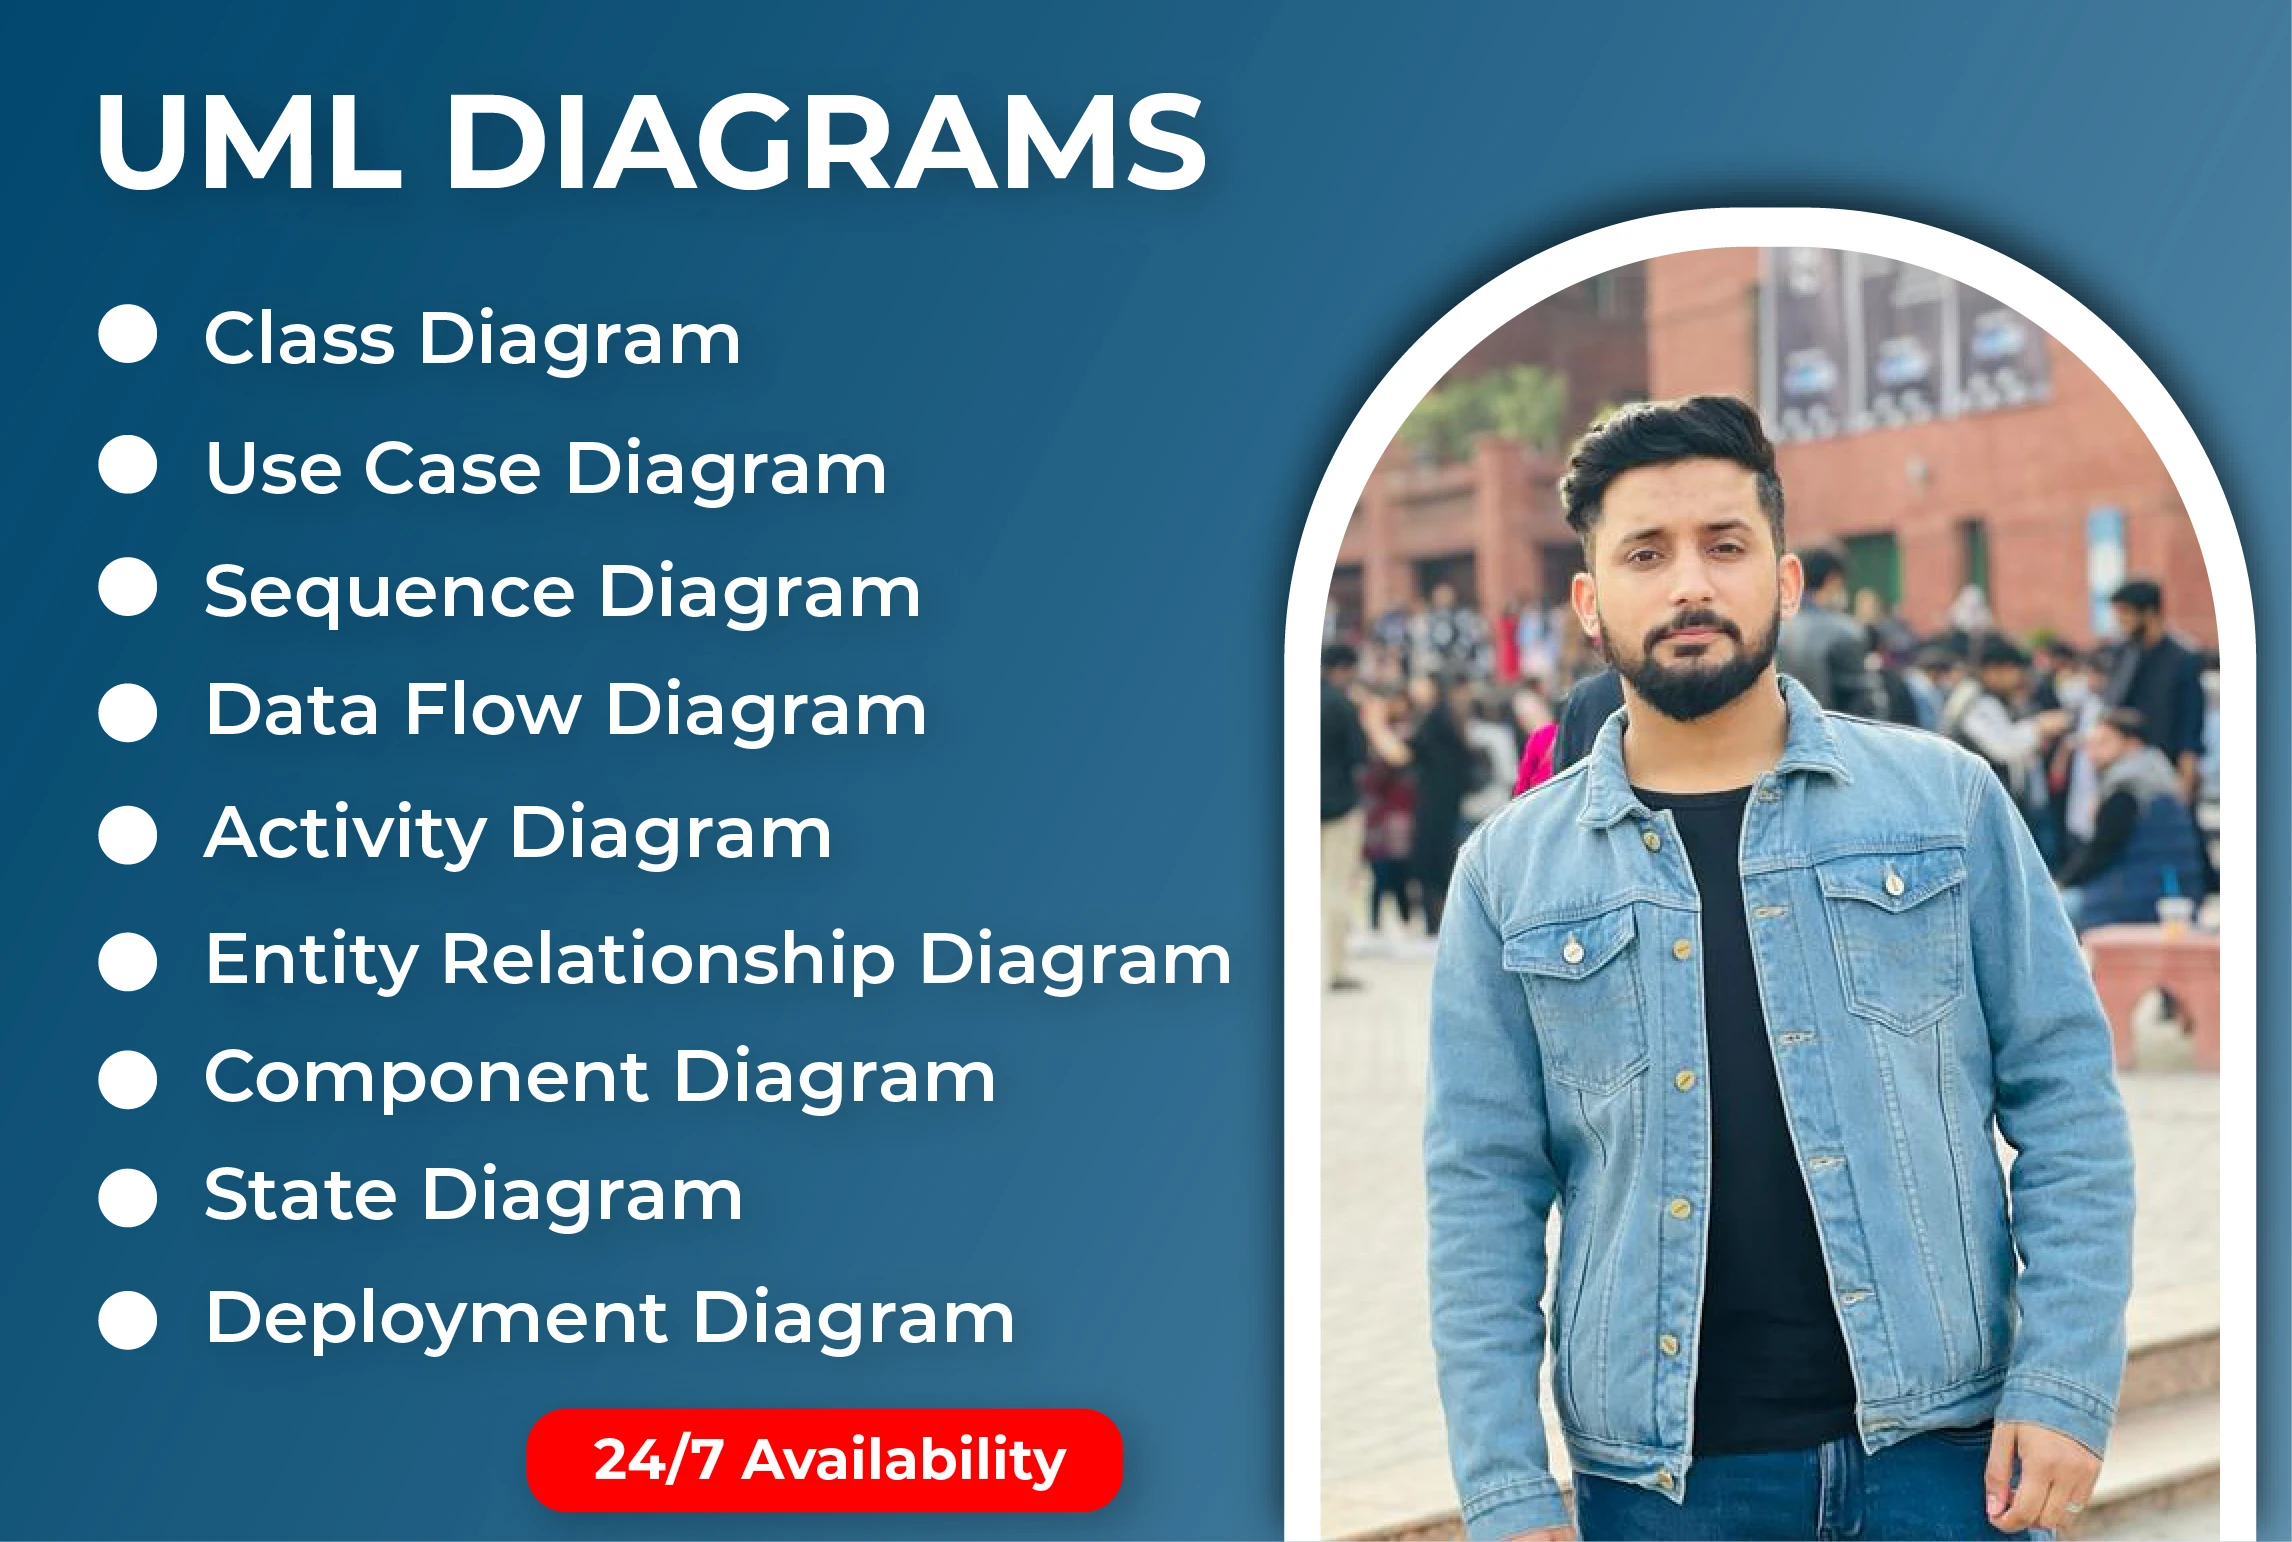 UML DIAGRAMS
Class Diagram
Use Case Diagram
Sequence Diagram
Data Flow Diagram
Activity Diagram
Entity Relationship Diagram
Component Diagram
State Diagram
Deployment Diagram
24/7 Availability